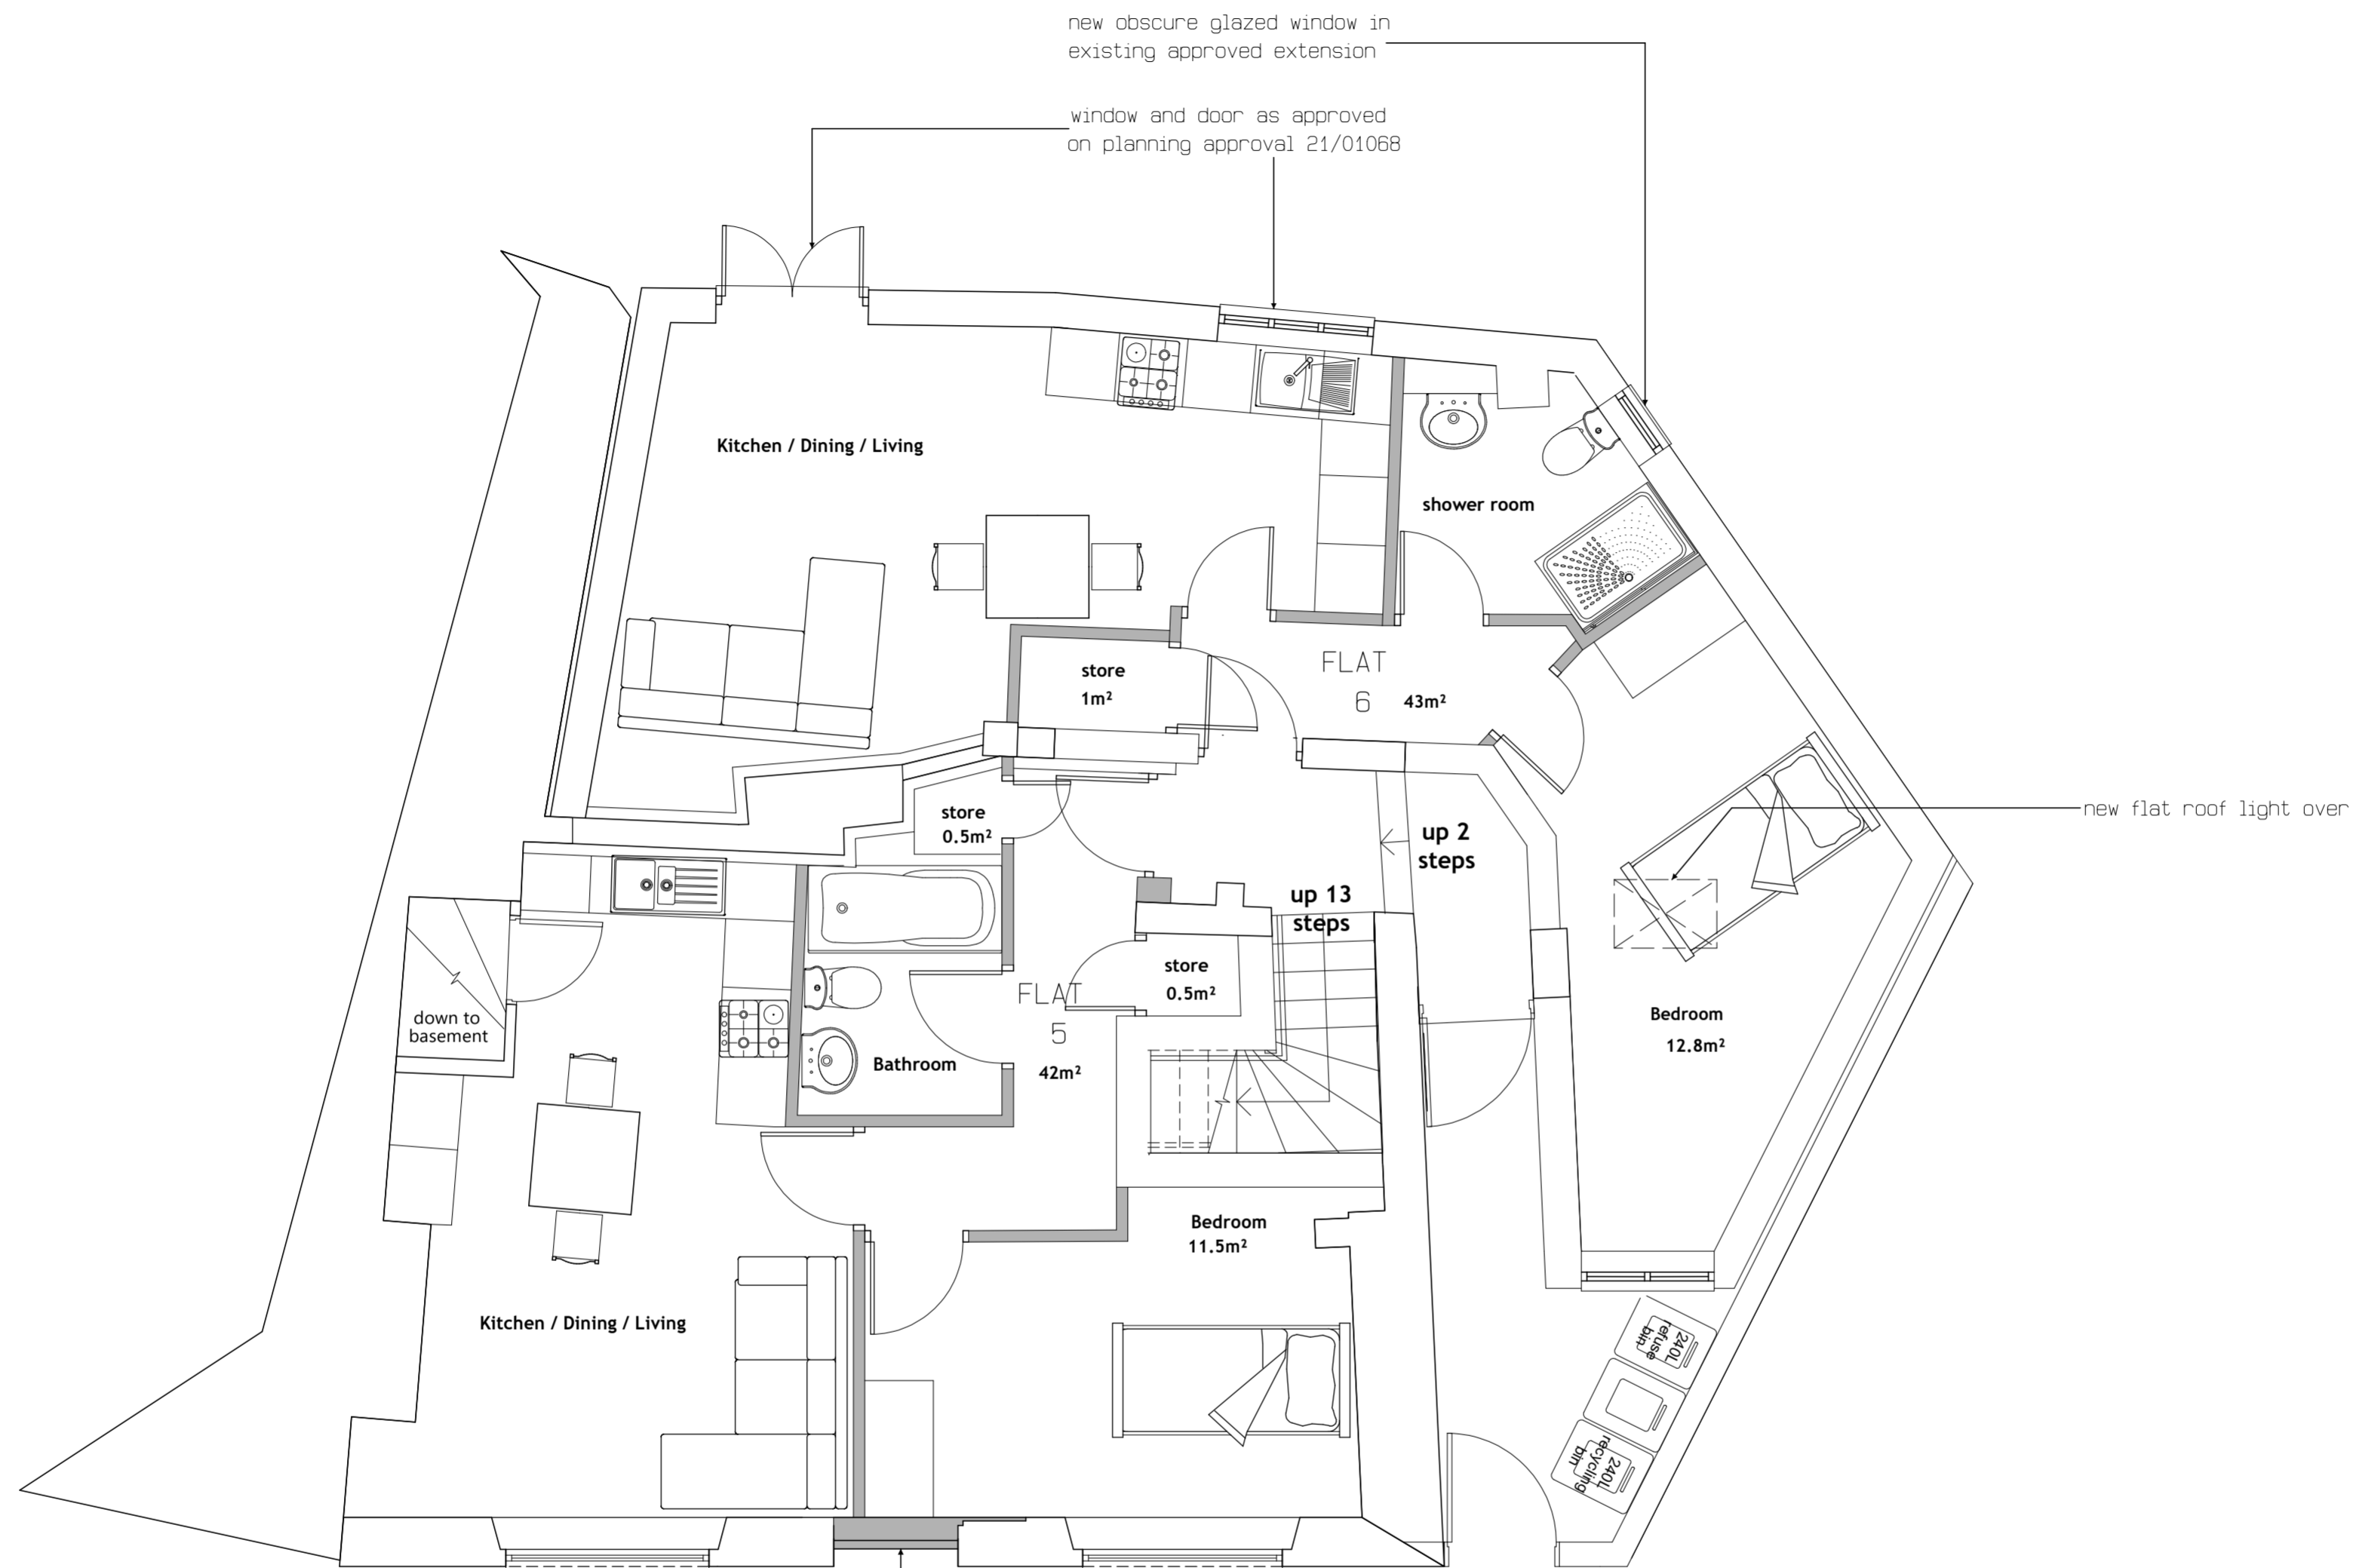 new obscure glazed window in
existing approved extension
window and door as approved
on planning approval 21/01068
Kitchen / Dining / Living
shower room
store
1m²
FLAT
6
43m²
new flat roof light over
store
0.5m²
up 2
steps
up 13
steps
store
0.5m²
FLAT
5
42m²
down to
basement
Bathroom
Bedroom
12.8m²
Bedroom
11.5m²
Kitchen / Dining / Living
240L
refuse
bin
240L
recycling
bin